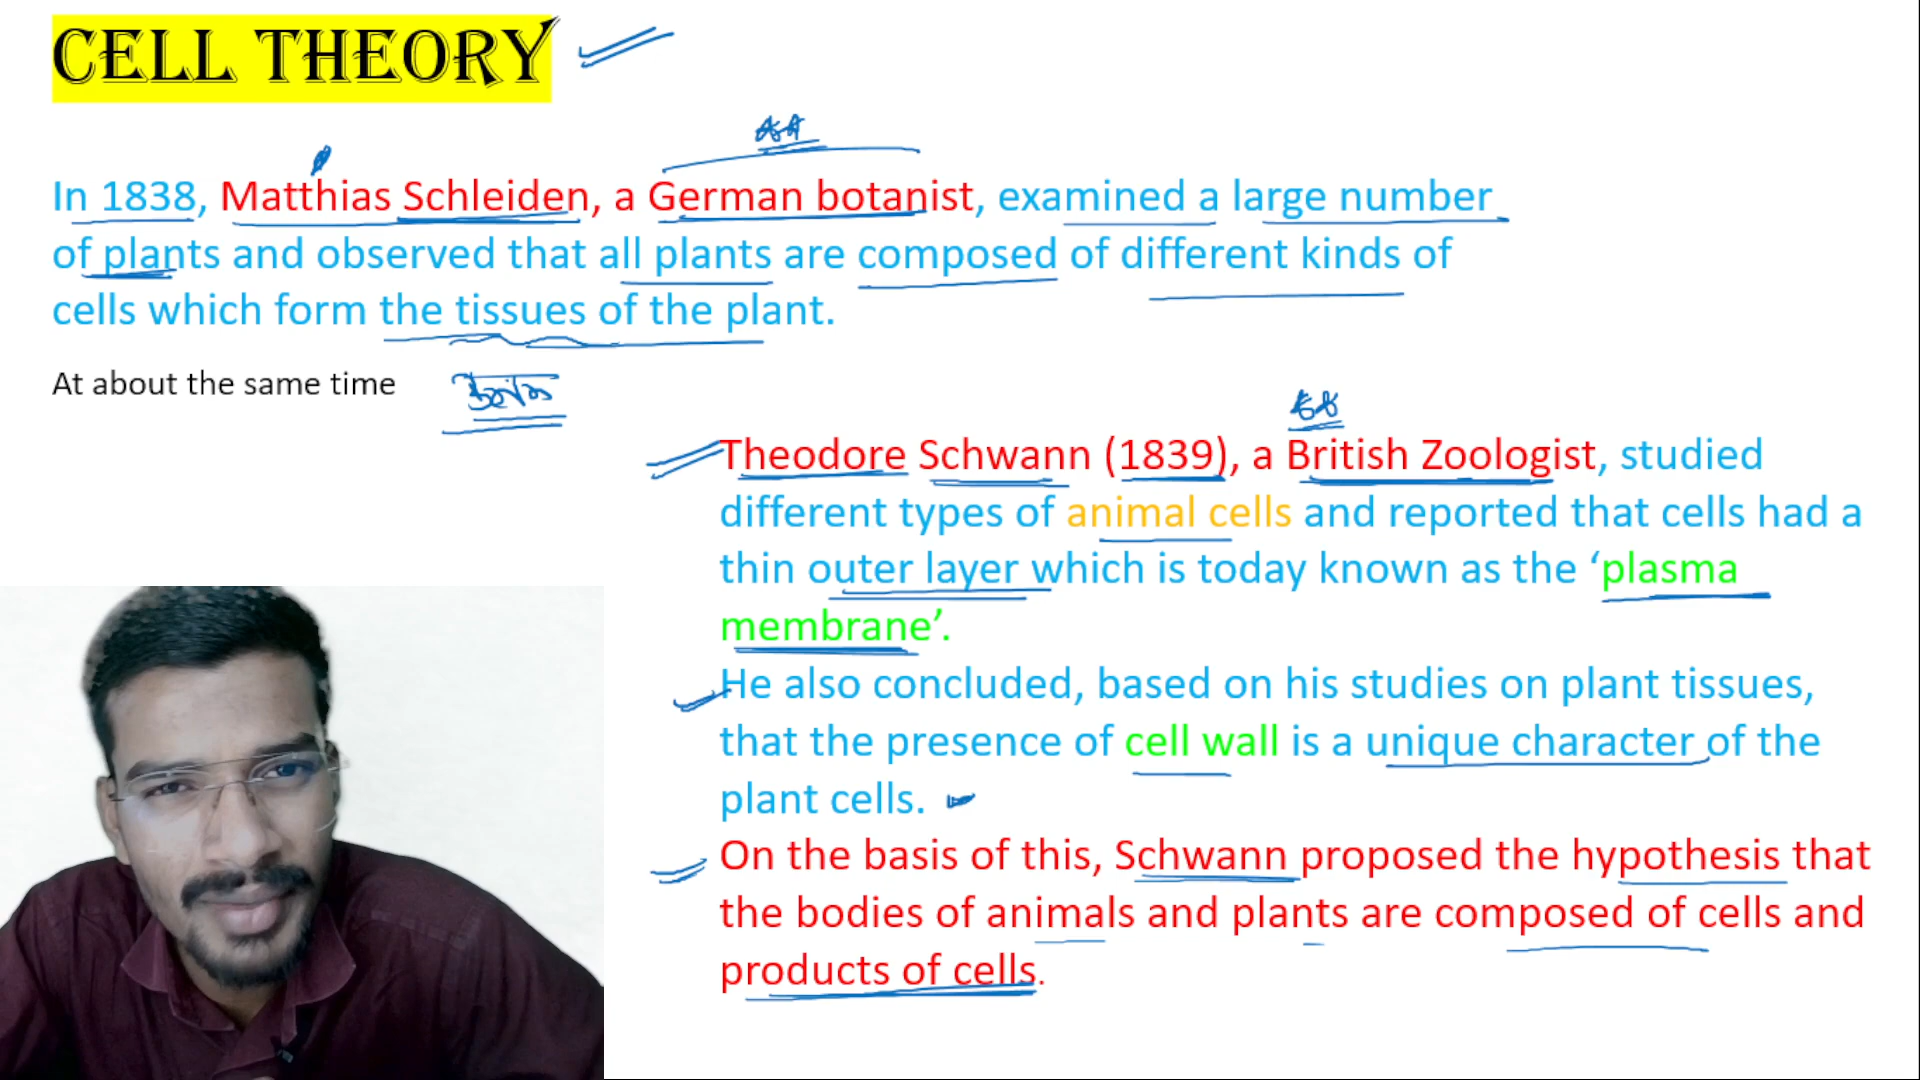 CELL THEORY
In 1838, Matthias Schleiden, a German botanist, examined a large number
of plants and observed that all plants are composed of different kinds of
cells which form the tissues of the plant.
At about the same time
Theodore Schwann (1839), a British Zoologist, studied
different types of animal cells and reported that cells had a
thin outer layer which is today known as the ‘plasma
membrane’.
He also concluded, based on his studies on plant tissues,
that the presence of cell wall is a unique character of the
plant cells.
On the basis of this, Schwann proposed the hypothesis that
the bodies of animals and plants are composed of cells and
products of cells.